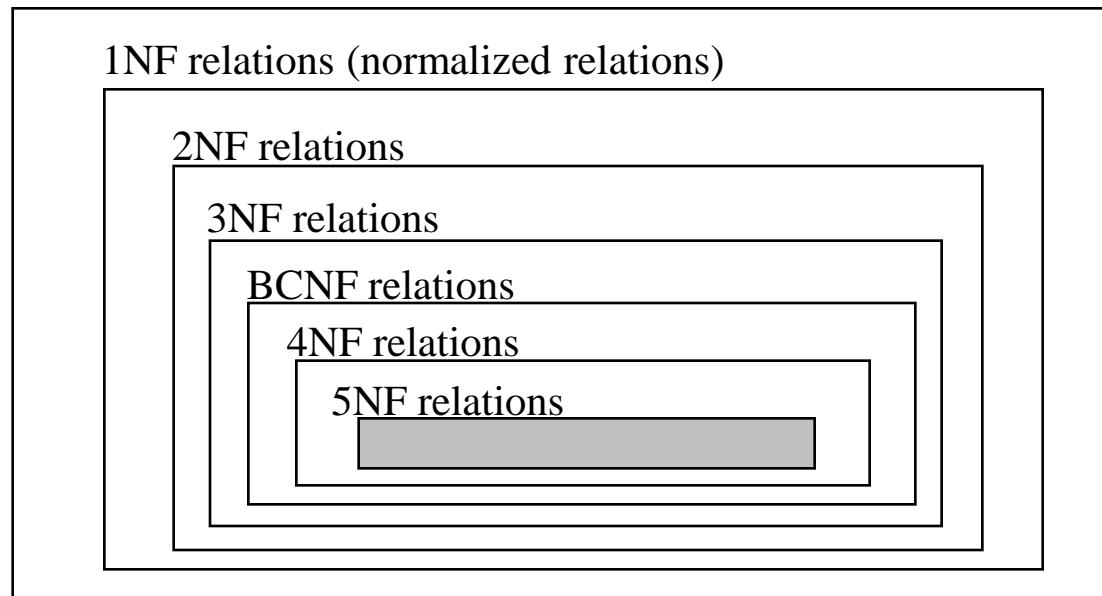 1NF relations (normalized relations)
2NF relations
3NF relations
BCNF relations
4NF relations
5NF relations